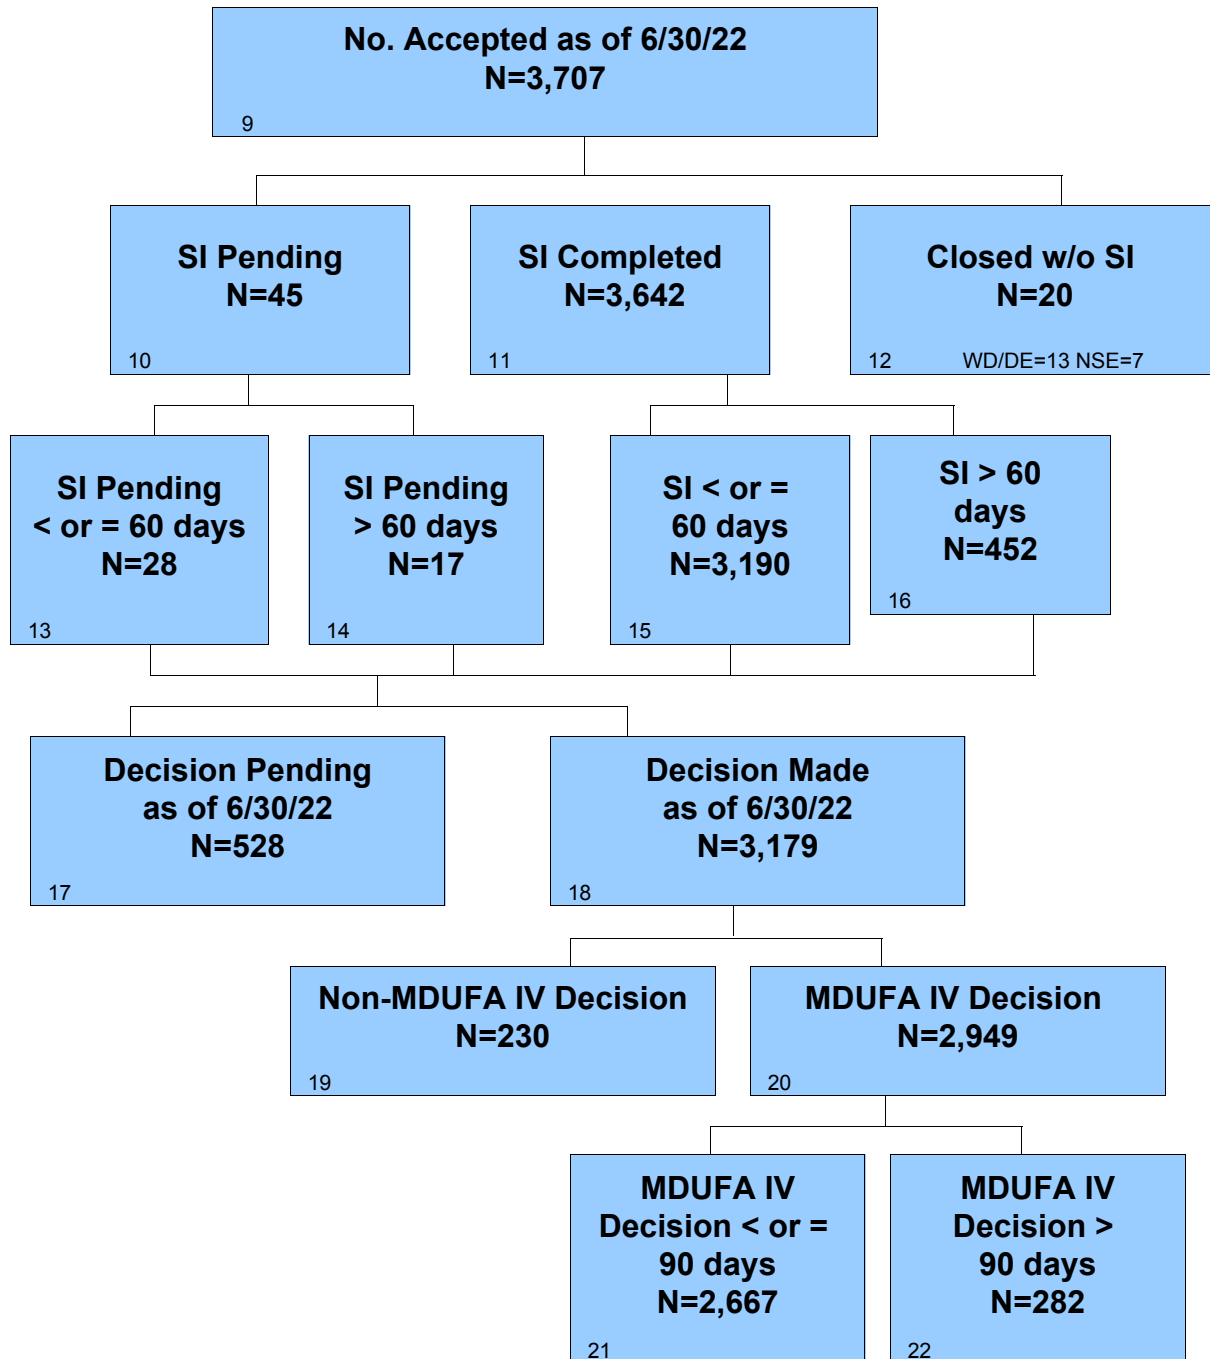 No. Accepted as of 6/30/22
N=3,707
9
SI Pending
N=45
10
SI Completed
N=3,642
11
Closed w/o SI
N=20
12 WD/DE=13 NSE=7
SI Pending
< or = 60 days
N=28
13
SI Pending
> 60 days
N=17
14
SI < or =
60 days
N=3,190
15
SI > 60
days
N=452
16
Decision Pending
as of 6/30/22
N=528
17
Decision Made
as of 6/30/22
N=3,179
18
Non-MDUFA IV Decision
N=230
19
MDUFA IV Decision
N=2,949
20
MDUFA IV
Decision < or =
90 days
N=2,667
21
MDUFA IV
Decision >
90 days
N=282
22